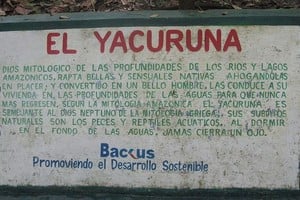 EL YACURUNA
DIOS MITOLOGICO DE LAS PROFUNDIDADES DE LOS RIOS Y LAGOS
AMAZONICOS, RAPTA BELLAS Y SENSUALES NATIVAS, AHOGANDOLAS
EN PLACER, Y CONVERTIDO EN UN BELLO HOMBRE, LAS CONDUCE A SU
VIVIENDA EN LAS PROFUNDIDADES DE LAS AGUAS PARA QUE NUNCA
MAS REGRESEN, SEGUN LA MITOLOGIA AMAZONICA EL YACURUNA, ES
SEMEJANTE AL DIOS NEPTUNO DE LA MITOLOGIA GRIEGA, SUS SUBDITOS
NATURALES SON LOS PECES Y REPTILES ACUATICOS, AL DORMIR
EN EL FONDO DE LAS AGUAS, JAMAS CIERRA UN OJO.
Backus
Promoviendo el Desarrollo Sostenible